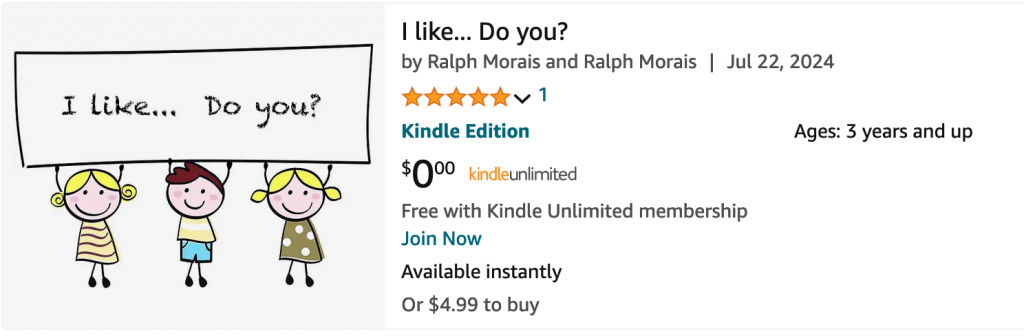 I like... Do you?
I like... Do you?
by Ralph Morais and Ralph Morais | Jul 22, 2024
1
Kindle Edition
Ages: 3 years and up
$000 kindleunlimited
Free with Kindle Unlimited membership
Join Now
Available instantly
Or $4.99 to buy